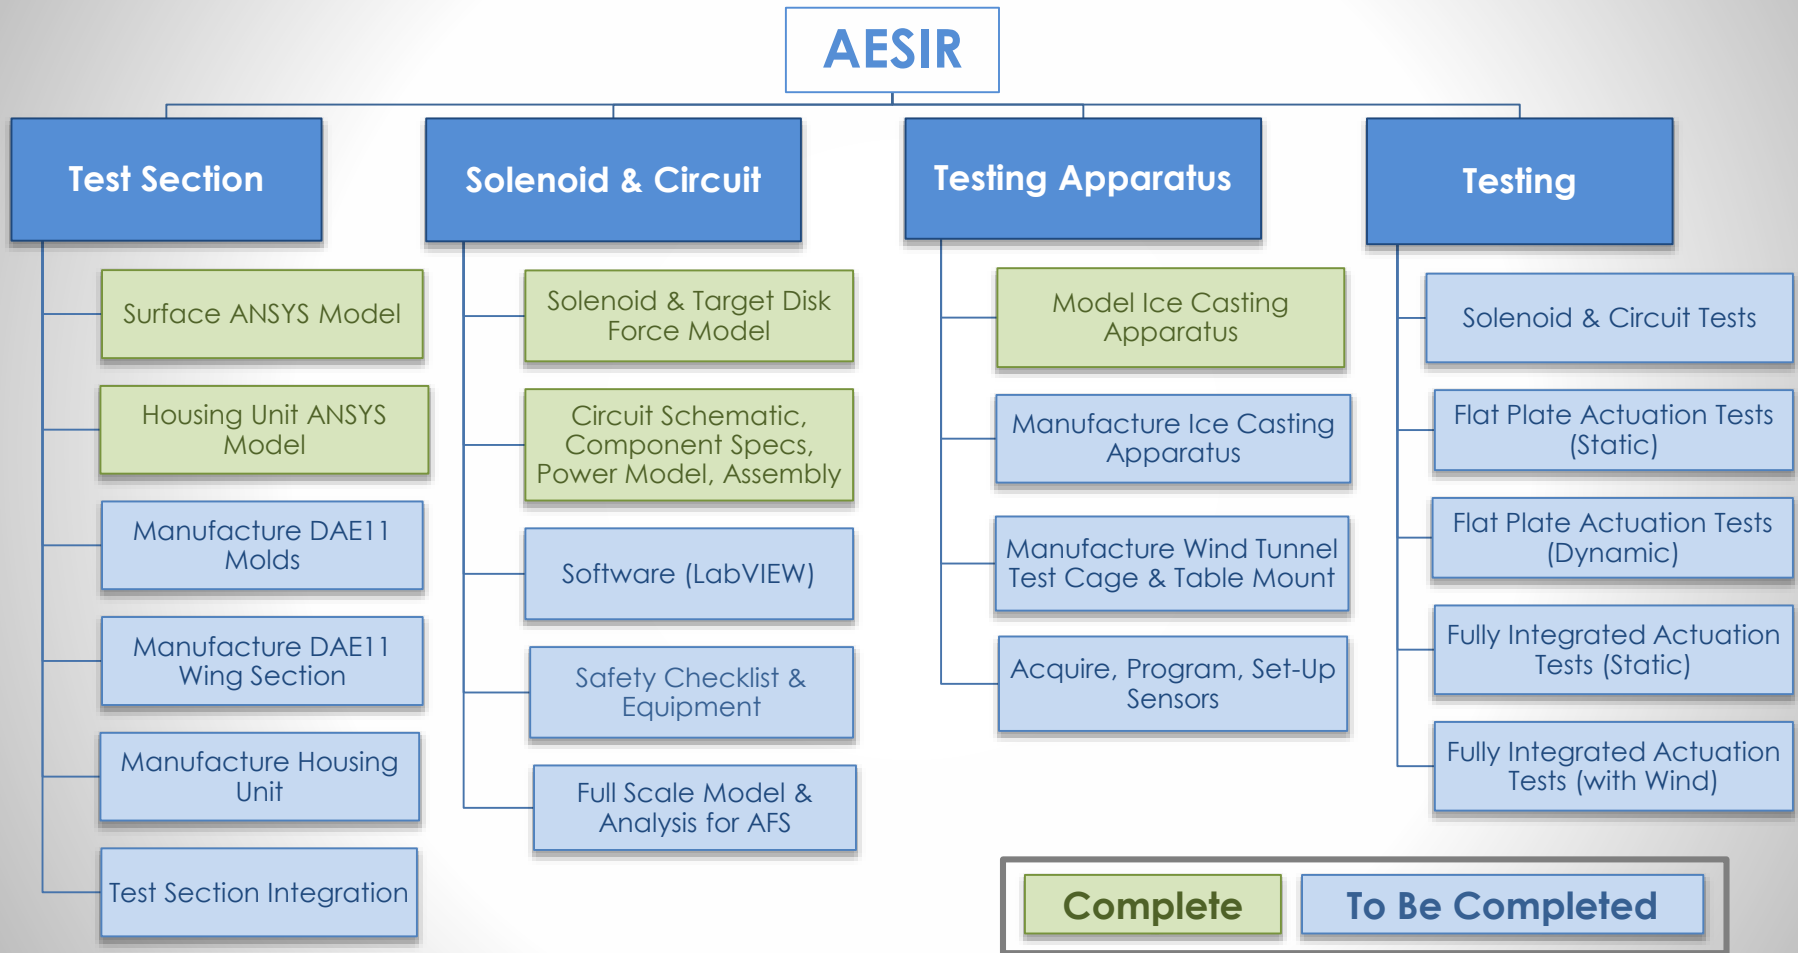 AESIR
Test Section
Surface ANSYS Model
Housing Unit ANSYS
Model
Manufacture DAE11
Molds
Manufacture DAE11
Wing Section
Manufacture Housing
Unit
Test Section Integration
Solenoid & Circuit
Solenoid & Target Disk
Force Model
Circuit Schematic,
Component Specs,
Power Model, Assembly
Software (LabVIEW)
Safety Checklist &
Equipment
Full Scale Model &
Analysis for AFS
Testing Apparatus
Model Ice Casting
Apparatus
Manufacture Ice Casting
Apparatus
Manufacture Wind Tunnel
Test Cage & Table Mount
Acquire, Program, Set-Up
Sensors
Testing
Solenoid & Circuit Tests
Flat Plate Actuation Tests
(Static)
Flat Plate Actuation Tests
(Dynamic)
Fully Integrated Actuation
Tests (Static)
Fully Integrated Actuation
Tests (with Wind)
Complete
To Be Completed